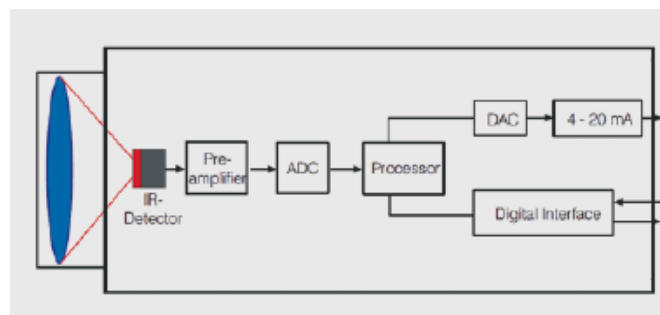 Pre-
amplifier
ADC
Processor
DAC
4 - 20 mA
IR-
Detector
Digital Interface